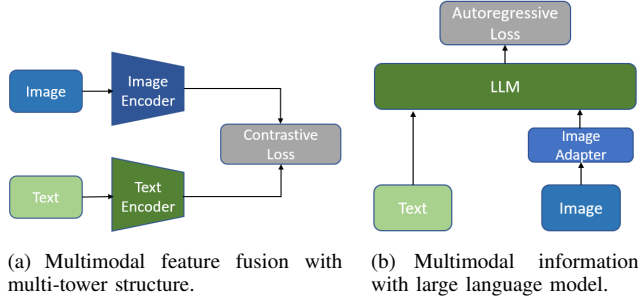 Image
Image
Encoder
Contrastive
Loss
Text
Text
Encoder
(a) Multimodal feature fusion with
multi-tower structure.
Autoregressive
Loss
LLM
Image
Adapter
Text
Image
(b) Multimodal information
with large language model.